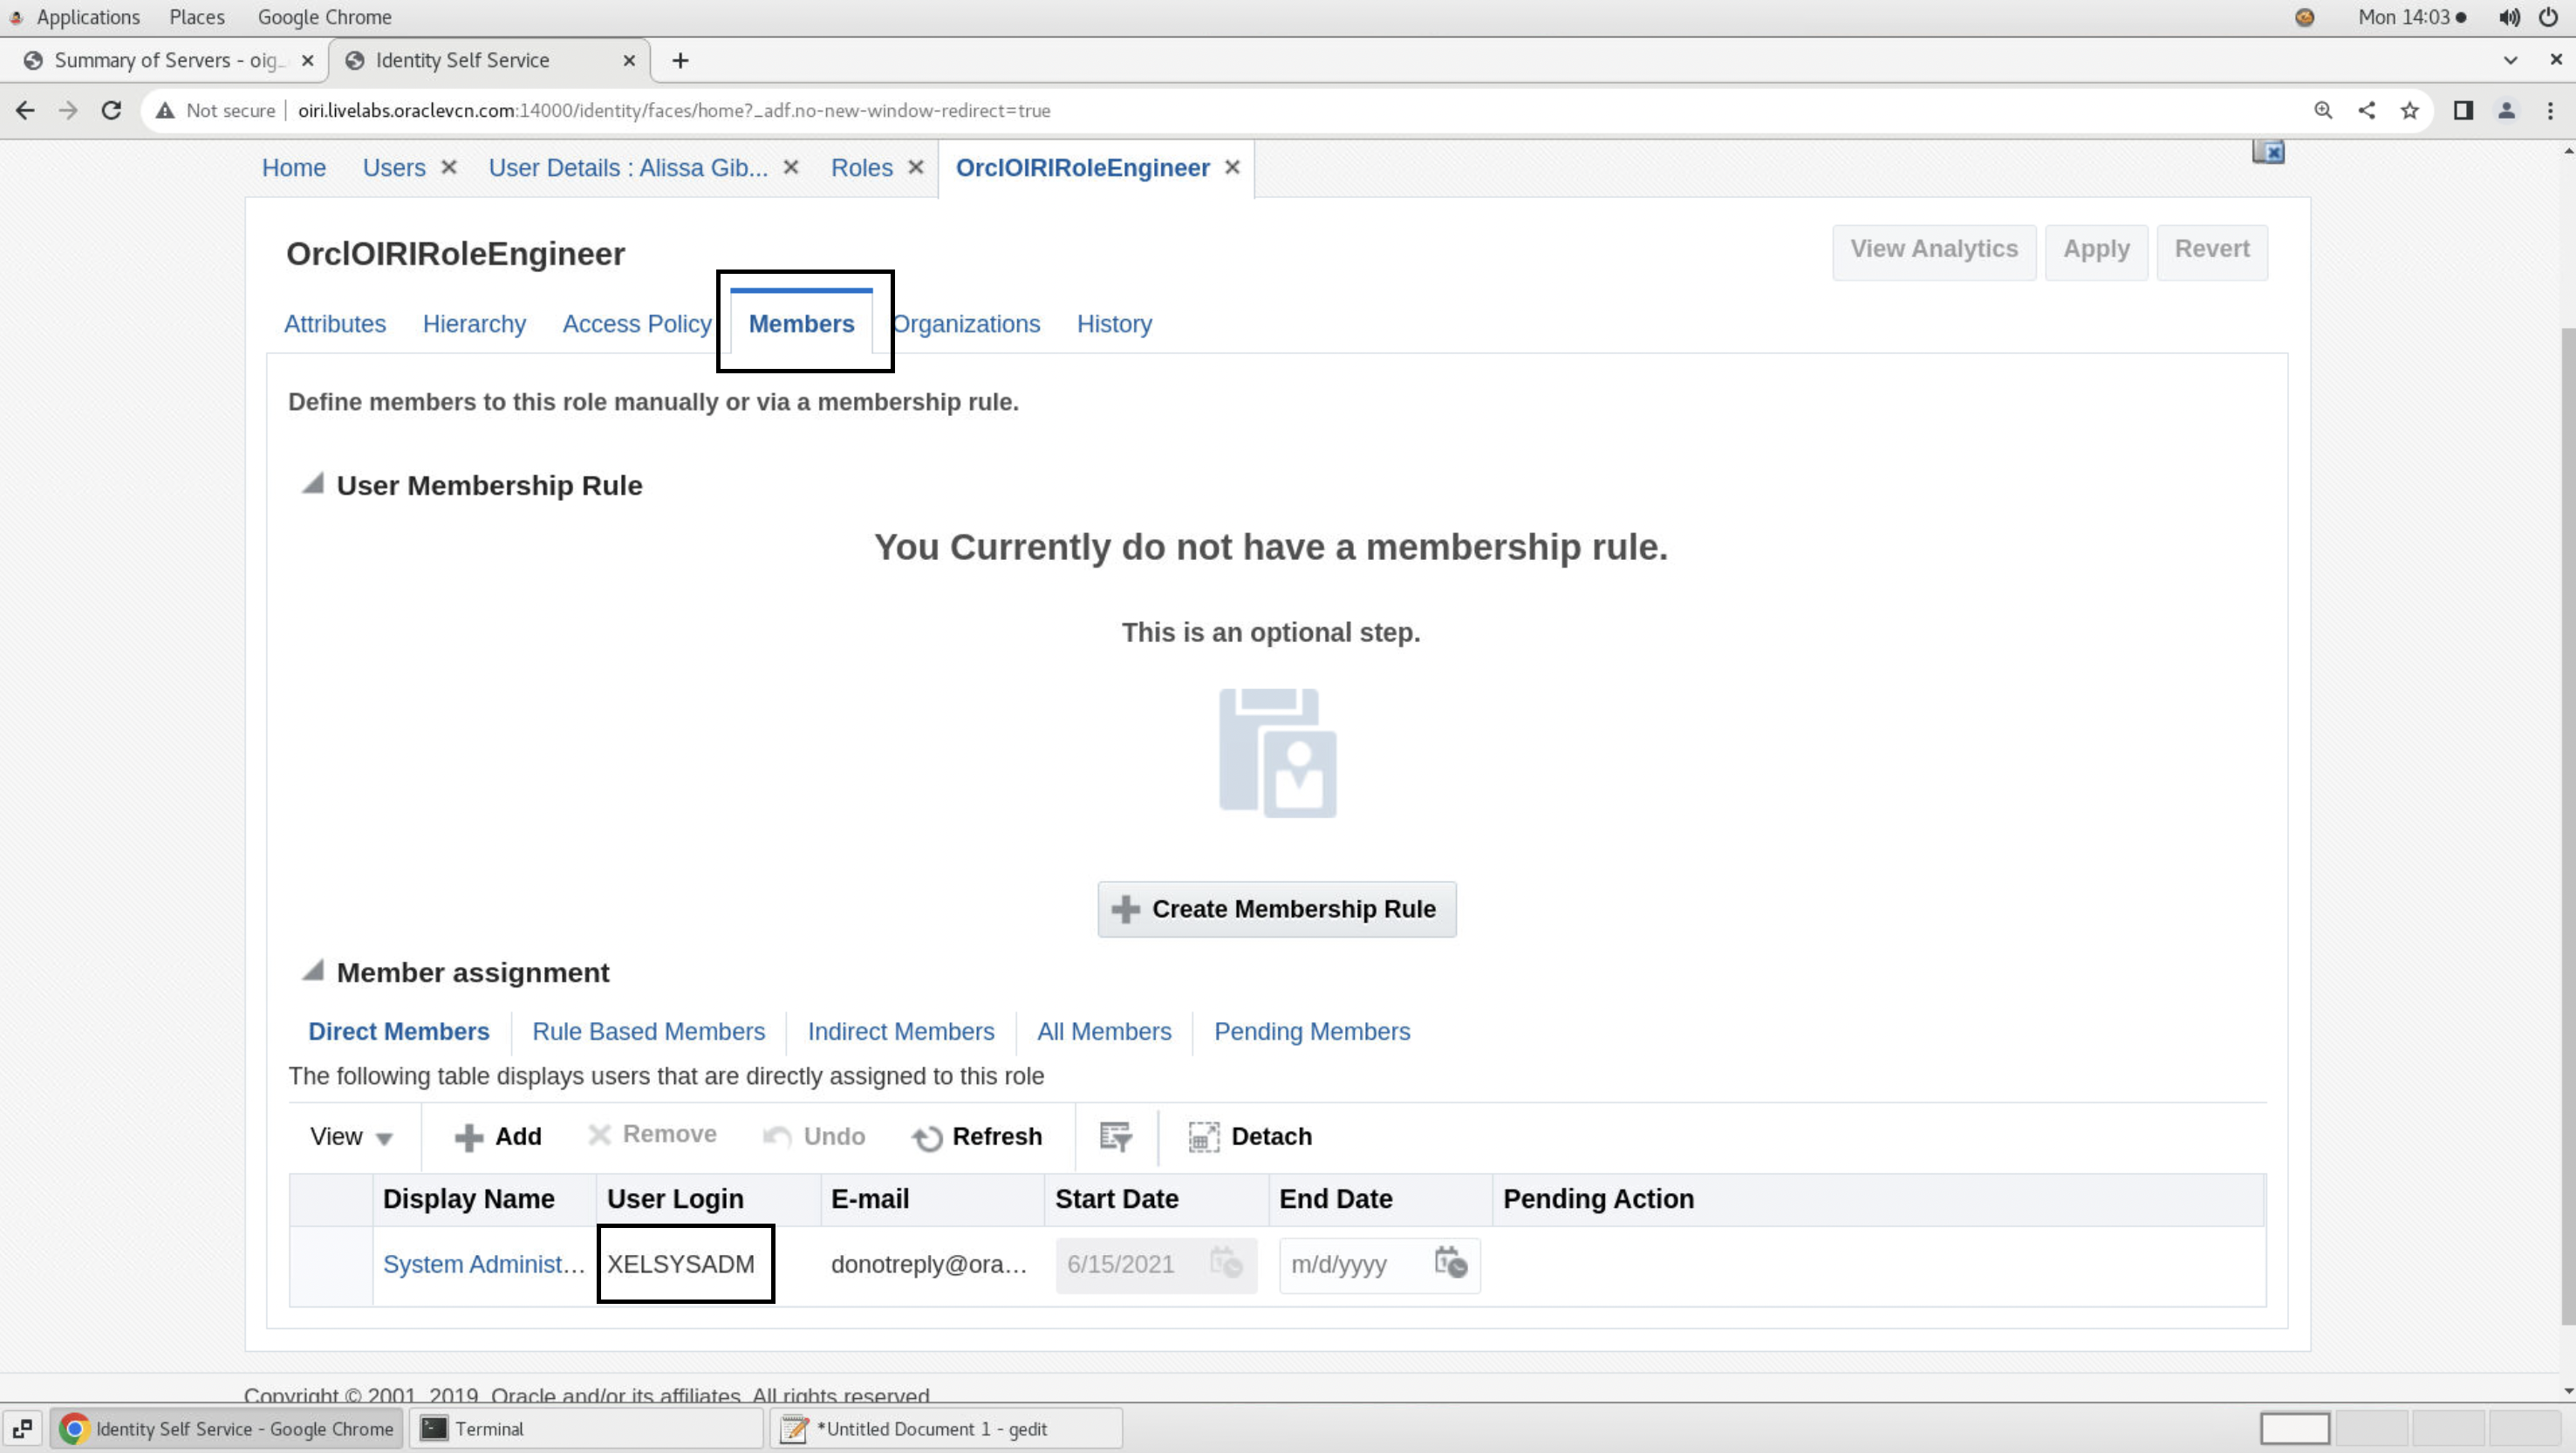 Applications Places Google Chrome Mon 14:03
Summary of Servers - oig_ Identity Self Service
Not secure oiri.livelabs.oraclevcn.com:14000/identity/faces/home?_adf.no-new-window-redirect=true
Home Users User Details : Alissa Gib... Roles OrclOIRIRoleEngineer
OrclOIRIRoleEngineer
View Analytics Apply Revert
Attributes Hierarchy Access Policy Members Organizations History
Define members to this role manually or via a membership rule.
User Membership Rule
You Currently do not have a membership rule.
This is an optional step.
Create Membership Rule
Member assignment
Direct Members Rule Based Members Indirect Members All Members Pending Members
The following table displays users that are directly assigned to this role
View Add Remove Undo Refresh Detach
Display Name User Login E-mail Start Date End Date Pending Action
System Administ... XELSYSADM donotreply@ora... 6/15/2021 m/d/yyyy
Copyright © 2001, 2019, Oracle and/or its affiliates. All rights reserved.
Identity Self Service - Google Chrome Terminal *Untitled Document 1 - gedit